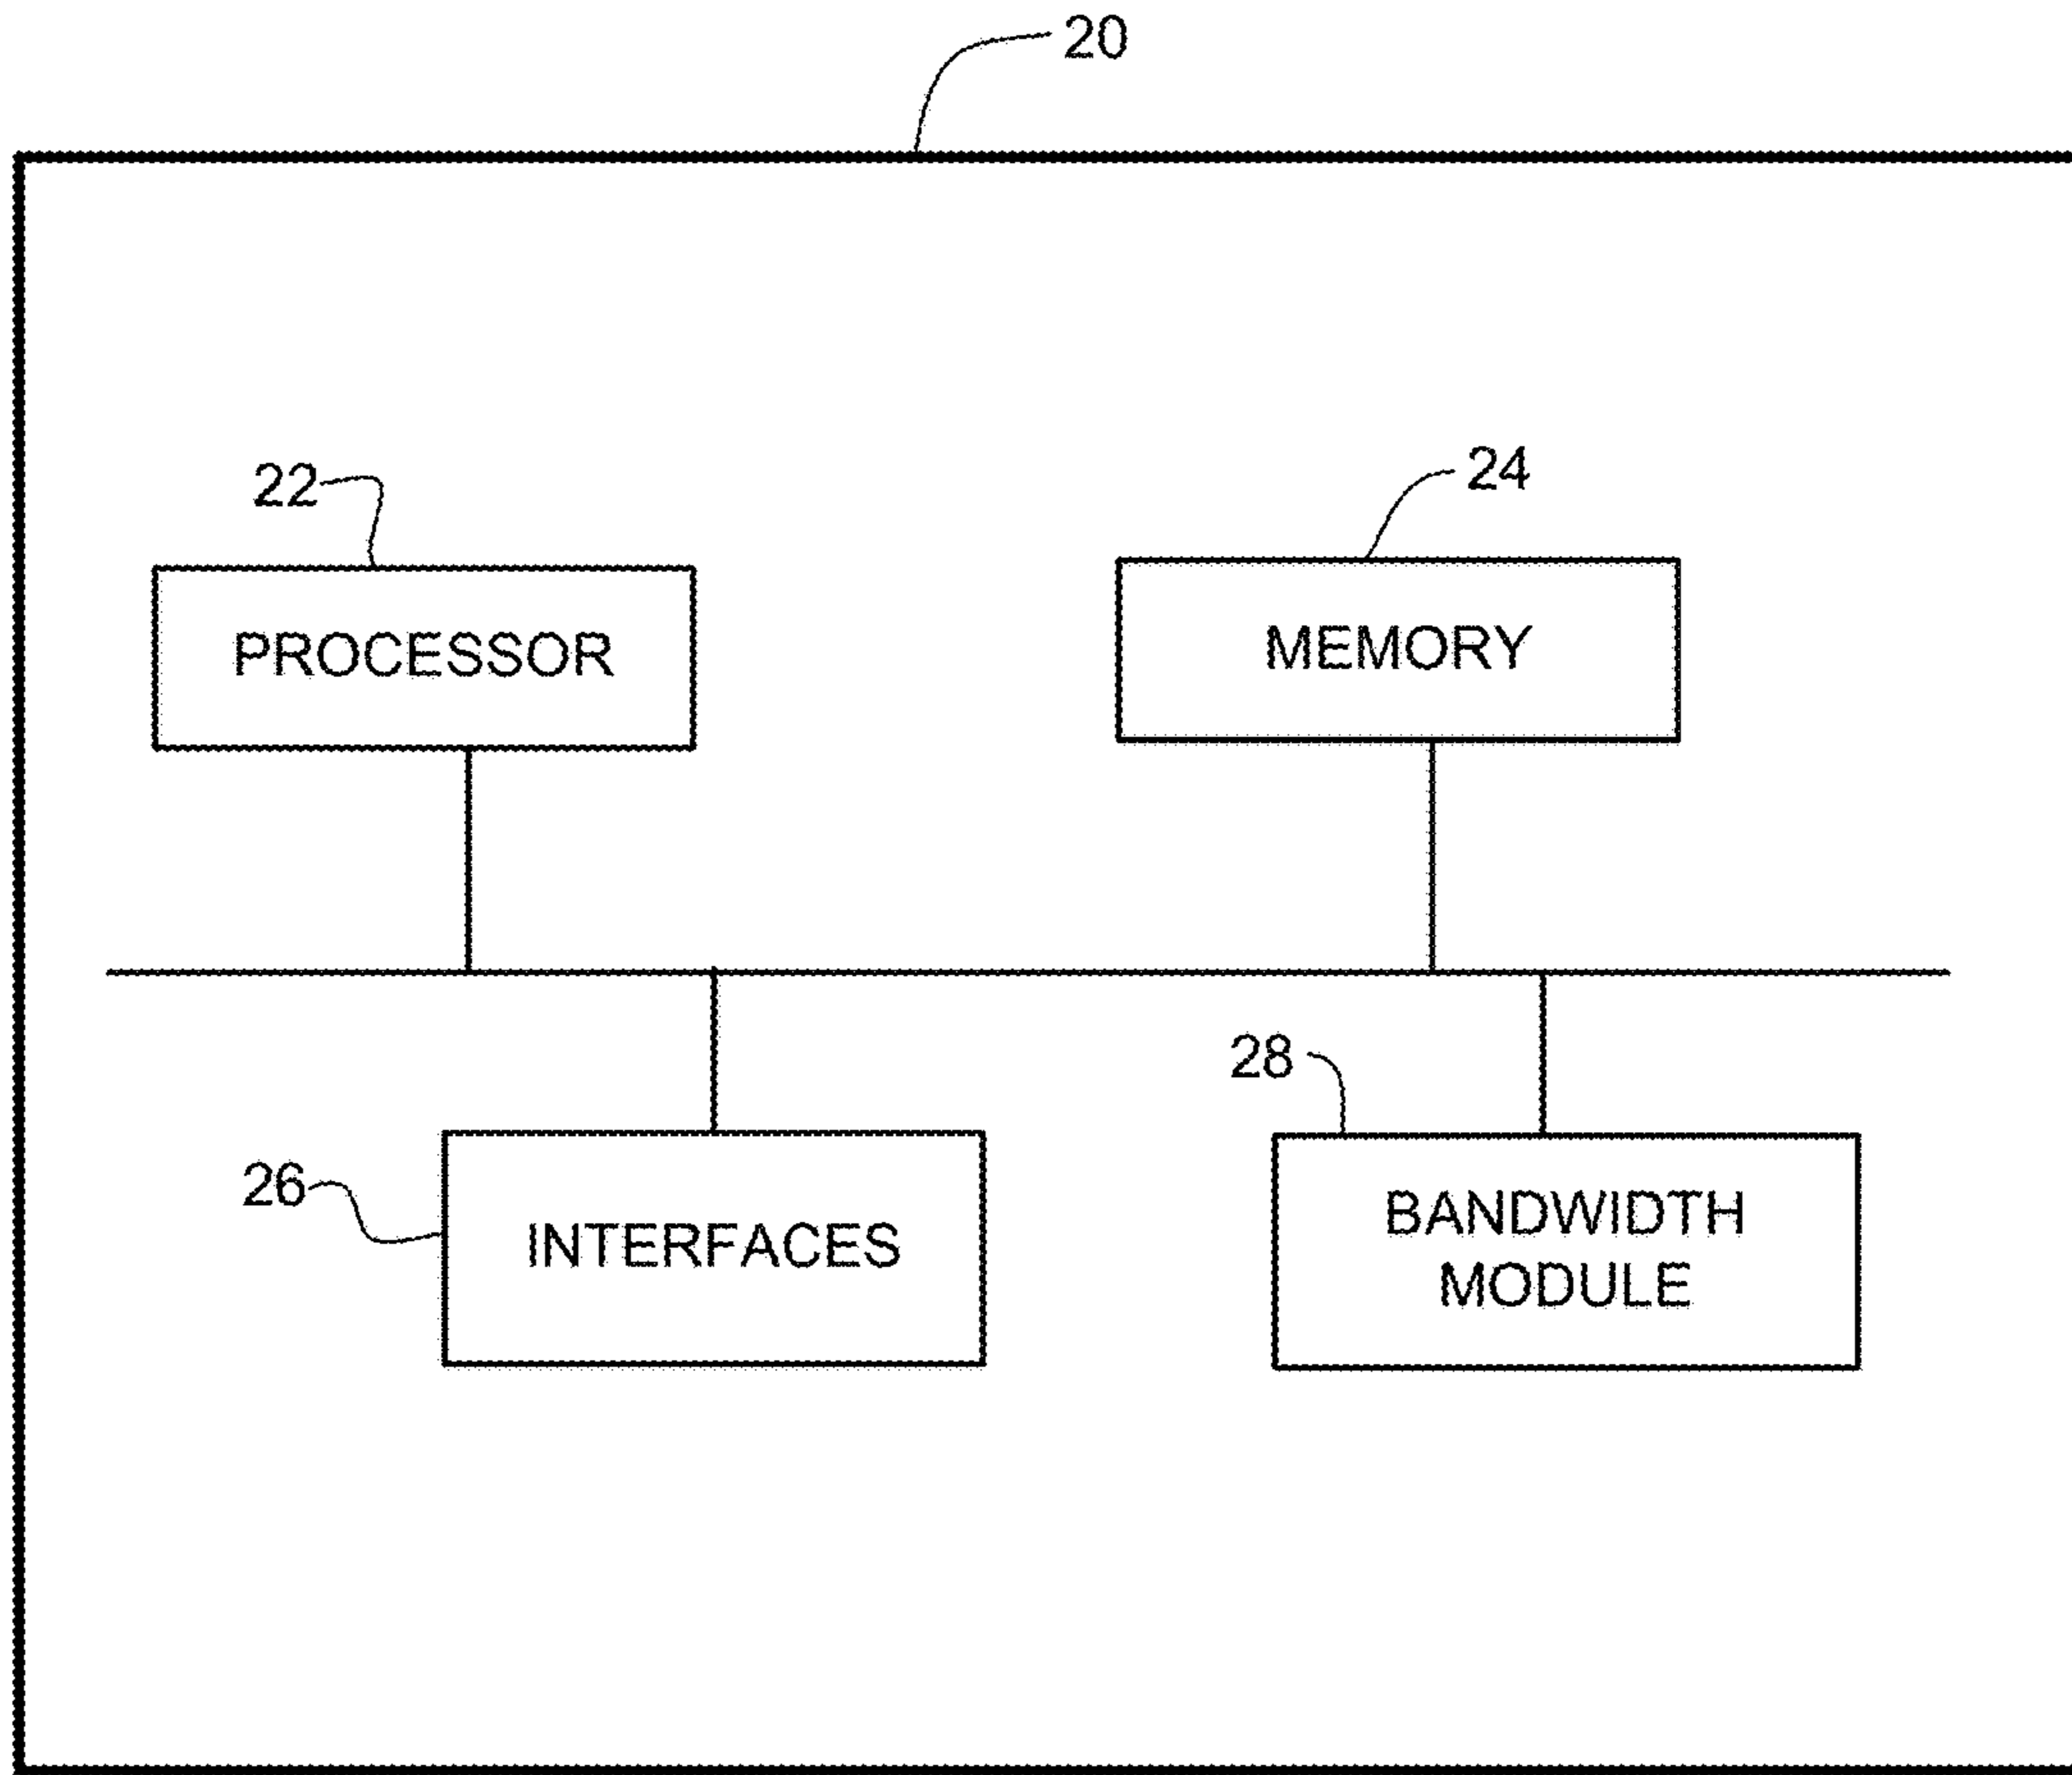 20
22
24
PROCESSOR
MEMORY
28
26
INTERFACES
BANDWIDTH
MODULE